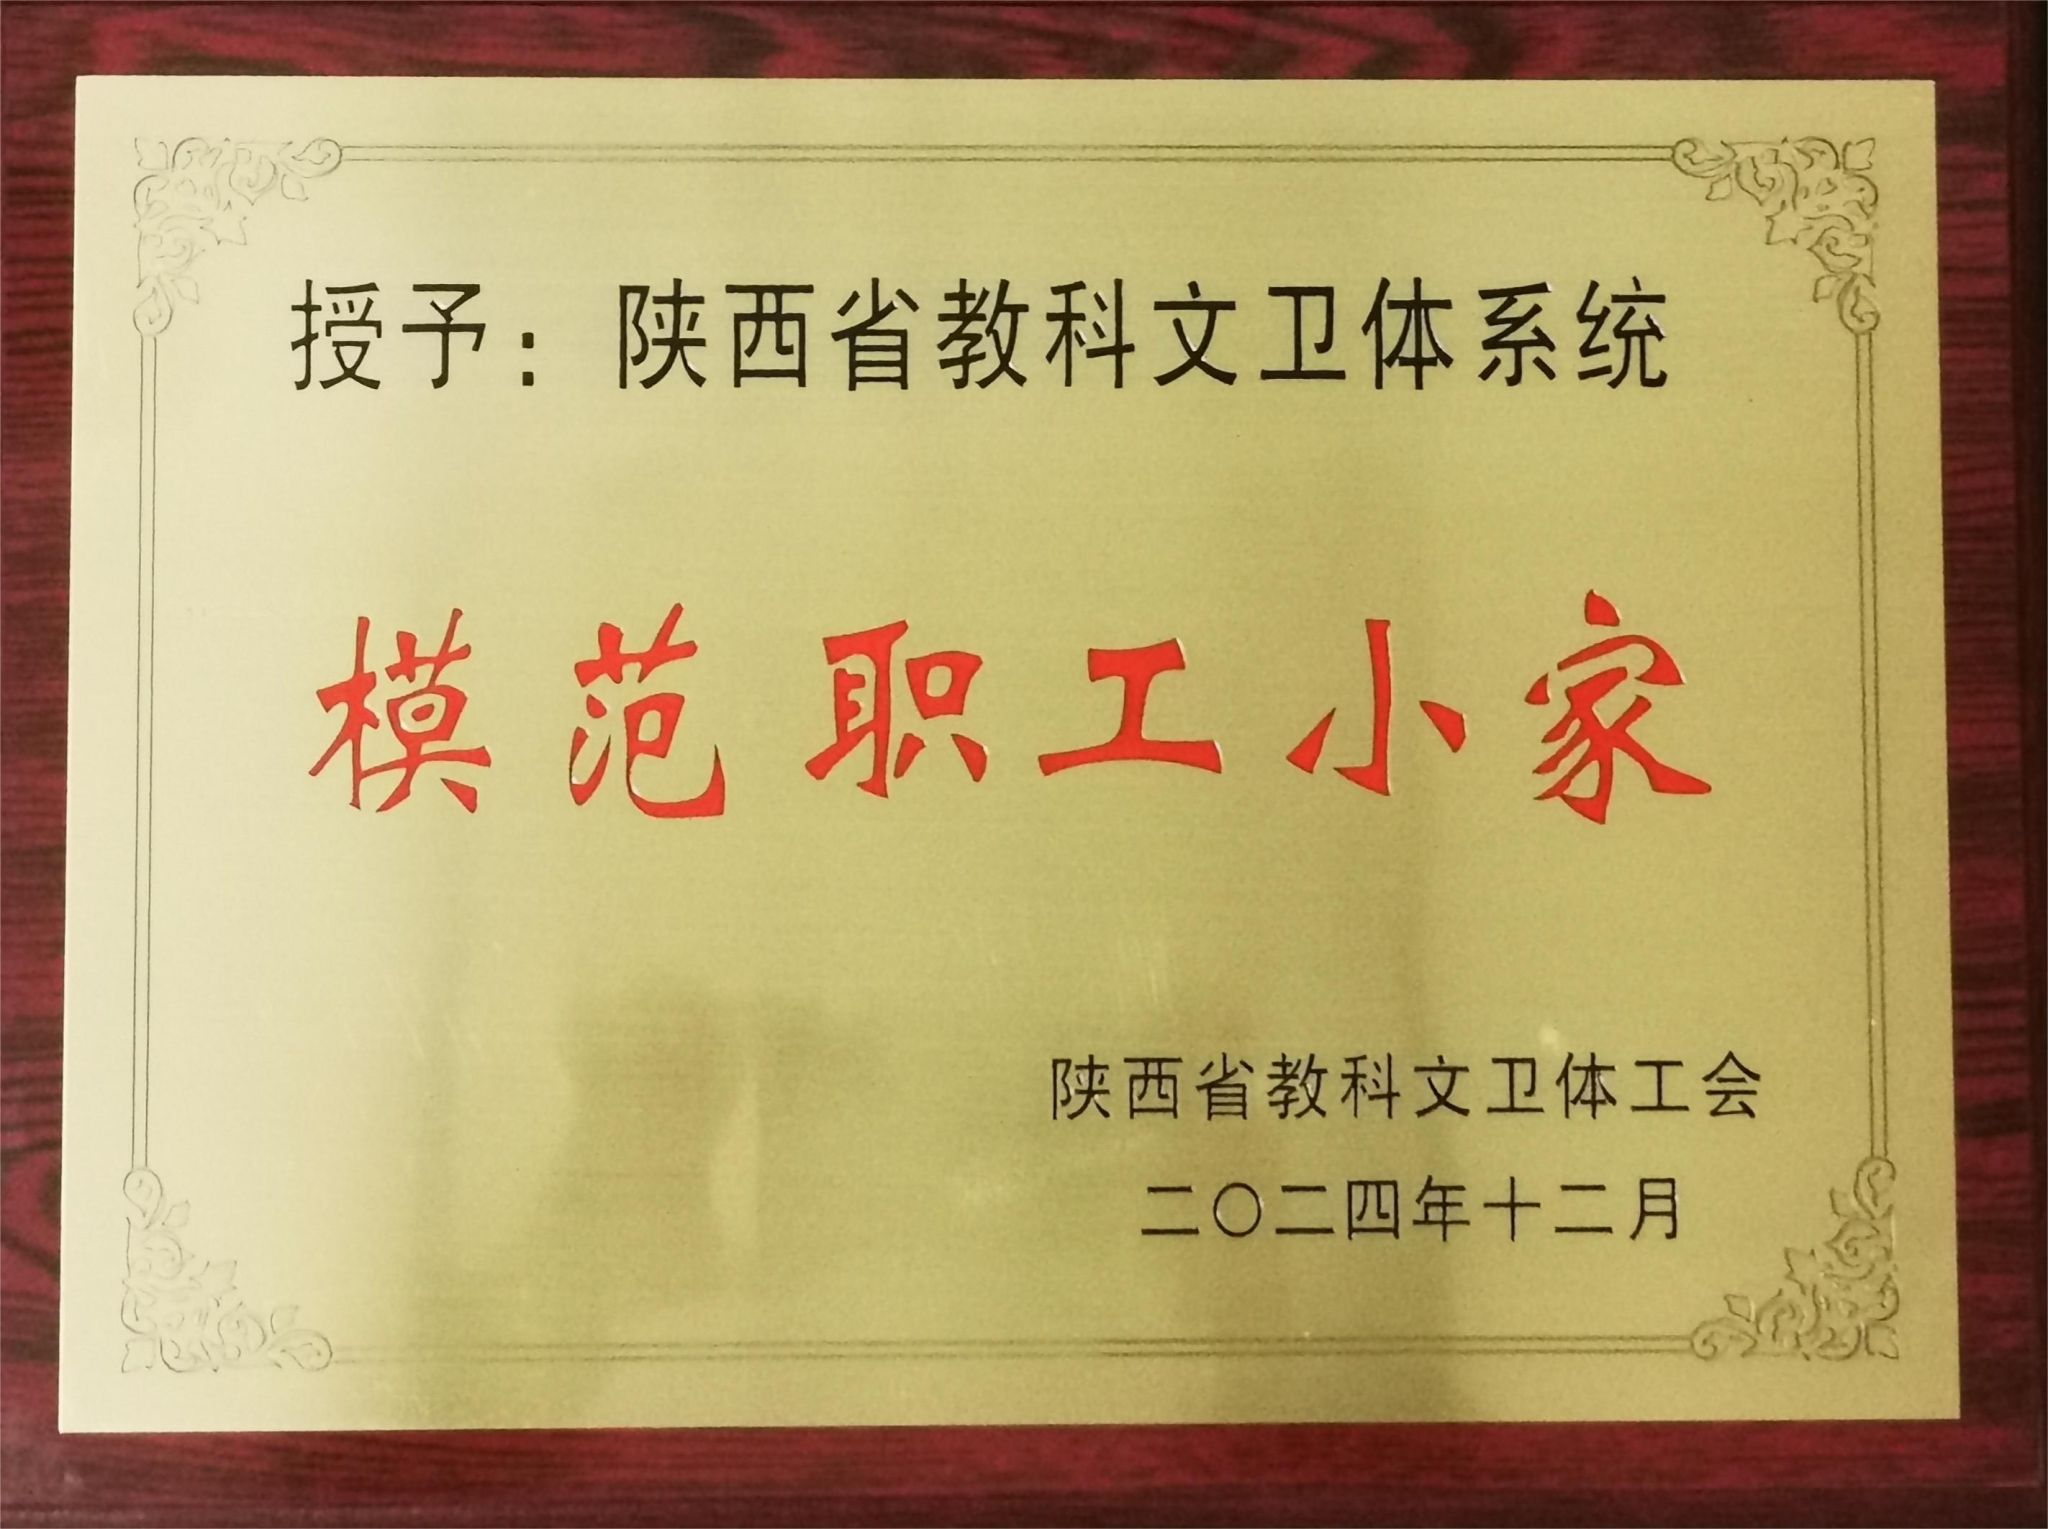 授予：陕西省教科文卫体系统
模范职工小家
陕西省教科文卫体工会
二〇二四年十二月